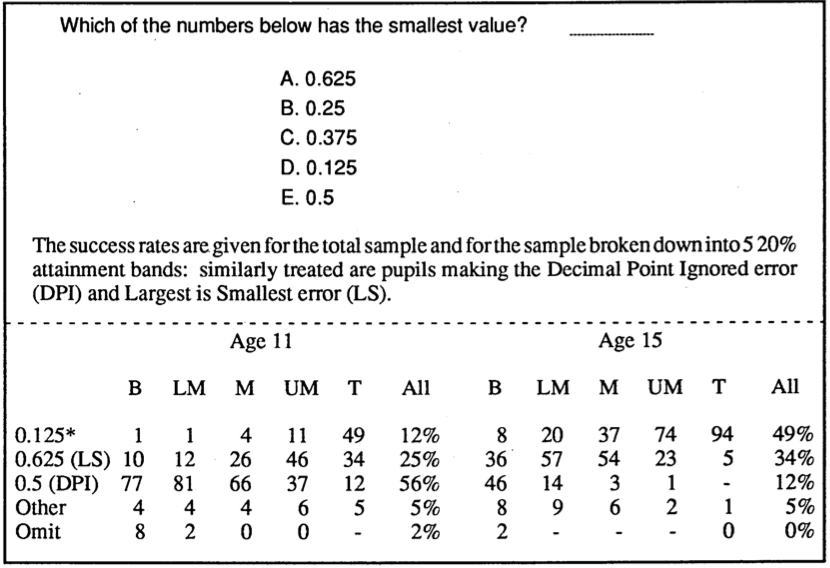 Which of the numbers below has the smallest value?
A. 0.625
B. 0.25
C. 0.375
D. 0.125
E. 0.5
The success rates are given for the total sample and for the sample broken down into 5 20%
attainment bands: similarly treated are pupils making the Decimal Point Ignored error
(DPI) and Largest is Smallest error (LS).
Age 11 Age 15
B LM M UM T All B LM M UM T All
0.125* 1 1 4 11 49 12% 8 20 37 74 94 49%
0.625 (LS) 10 12 26 46 34 25% 36 57 54 23 5 34%
0.5 (DPI) 77 81 66 37 12 56% 46 14 3 1 - 12%
Other 4 4 4 6 5 5% 8 9 6 2 1 5%
Omit 8 2 0 0 - 2% 2 - - - 0 0%